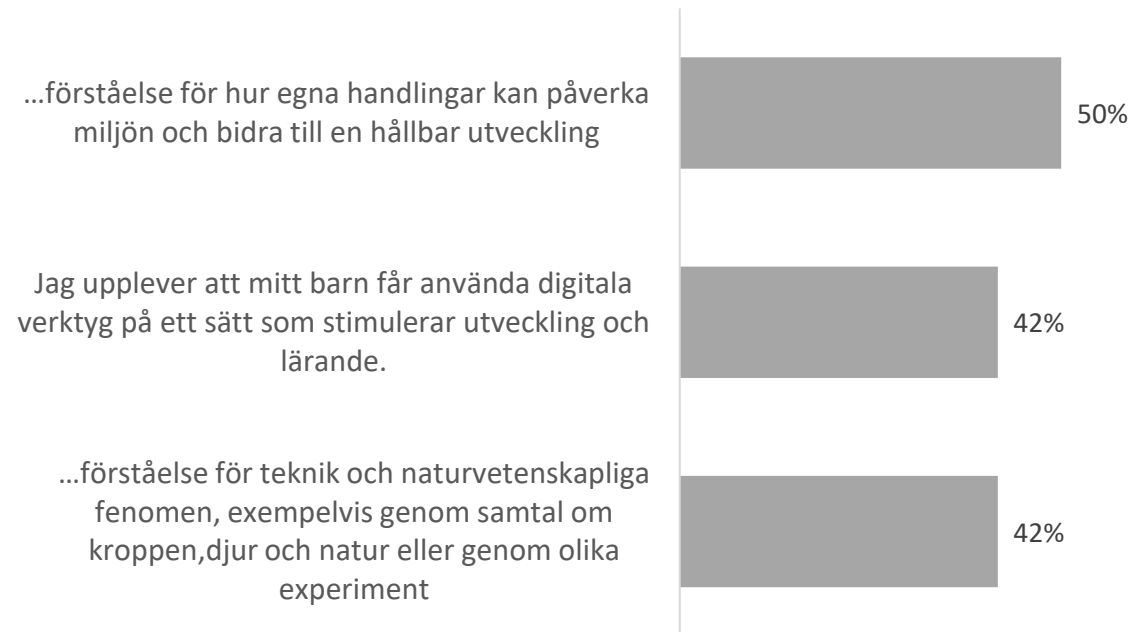 ...förståelse för hur egna handlingar kan påverka
miljön och bidra till en hållbar utveckling
50%
Jag upplever att mitt barn får använda digitala
verktyg på ett sätt som stimulerar utveckling och
lärande.
42%
...förståelse för teknik och naturvetenskapliga
fenomen, exempelvis genom samtal om
kroppen,djur och natur eller genom olika
experiment
42%